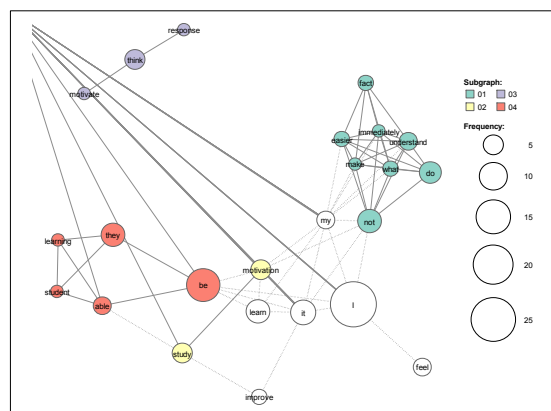 response
think
motivate
fact
immediately
easier
understand
make
what
do
my
not
learning
they
student
able
be
motivation
learn
it
I
study
feel
improve
Subgraph:
01 03
02 04
Frequency:
5
10
15
20
25